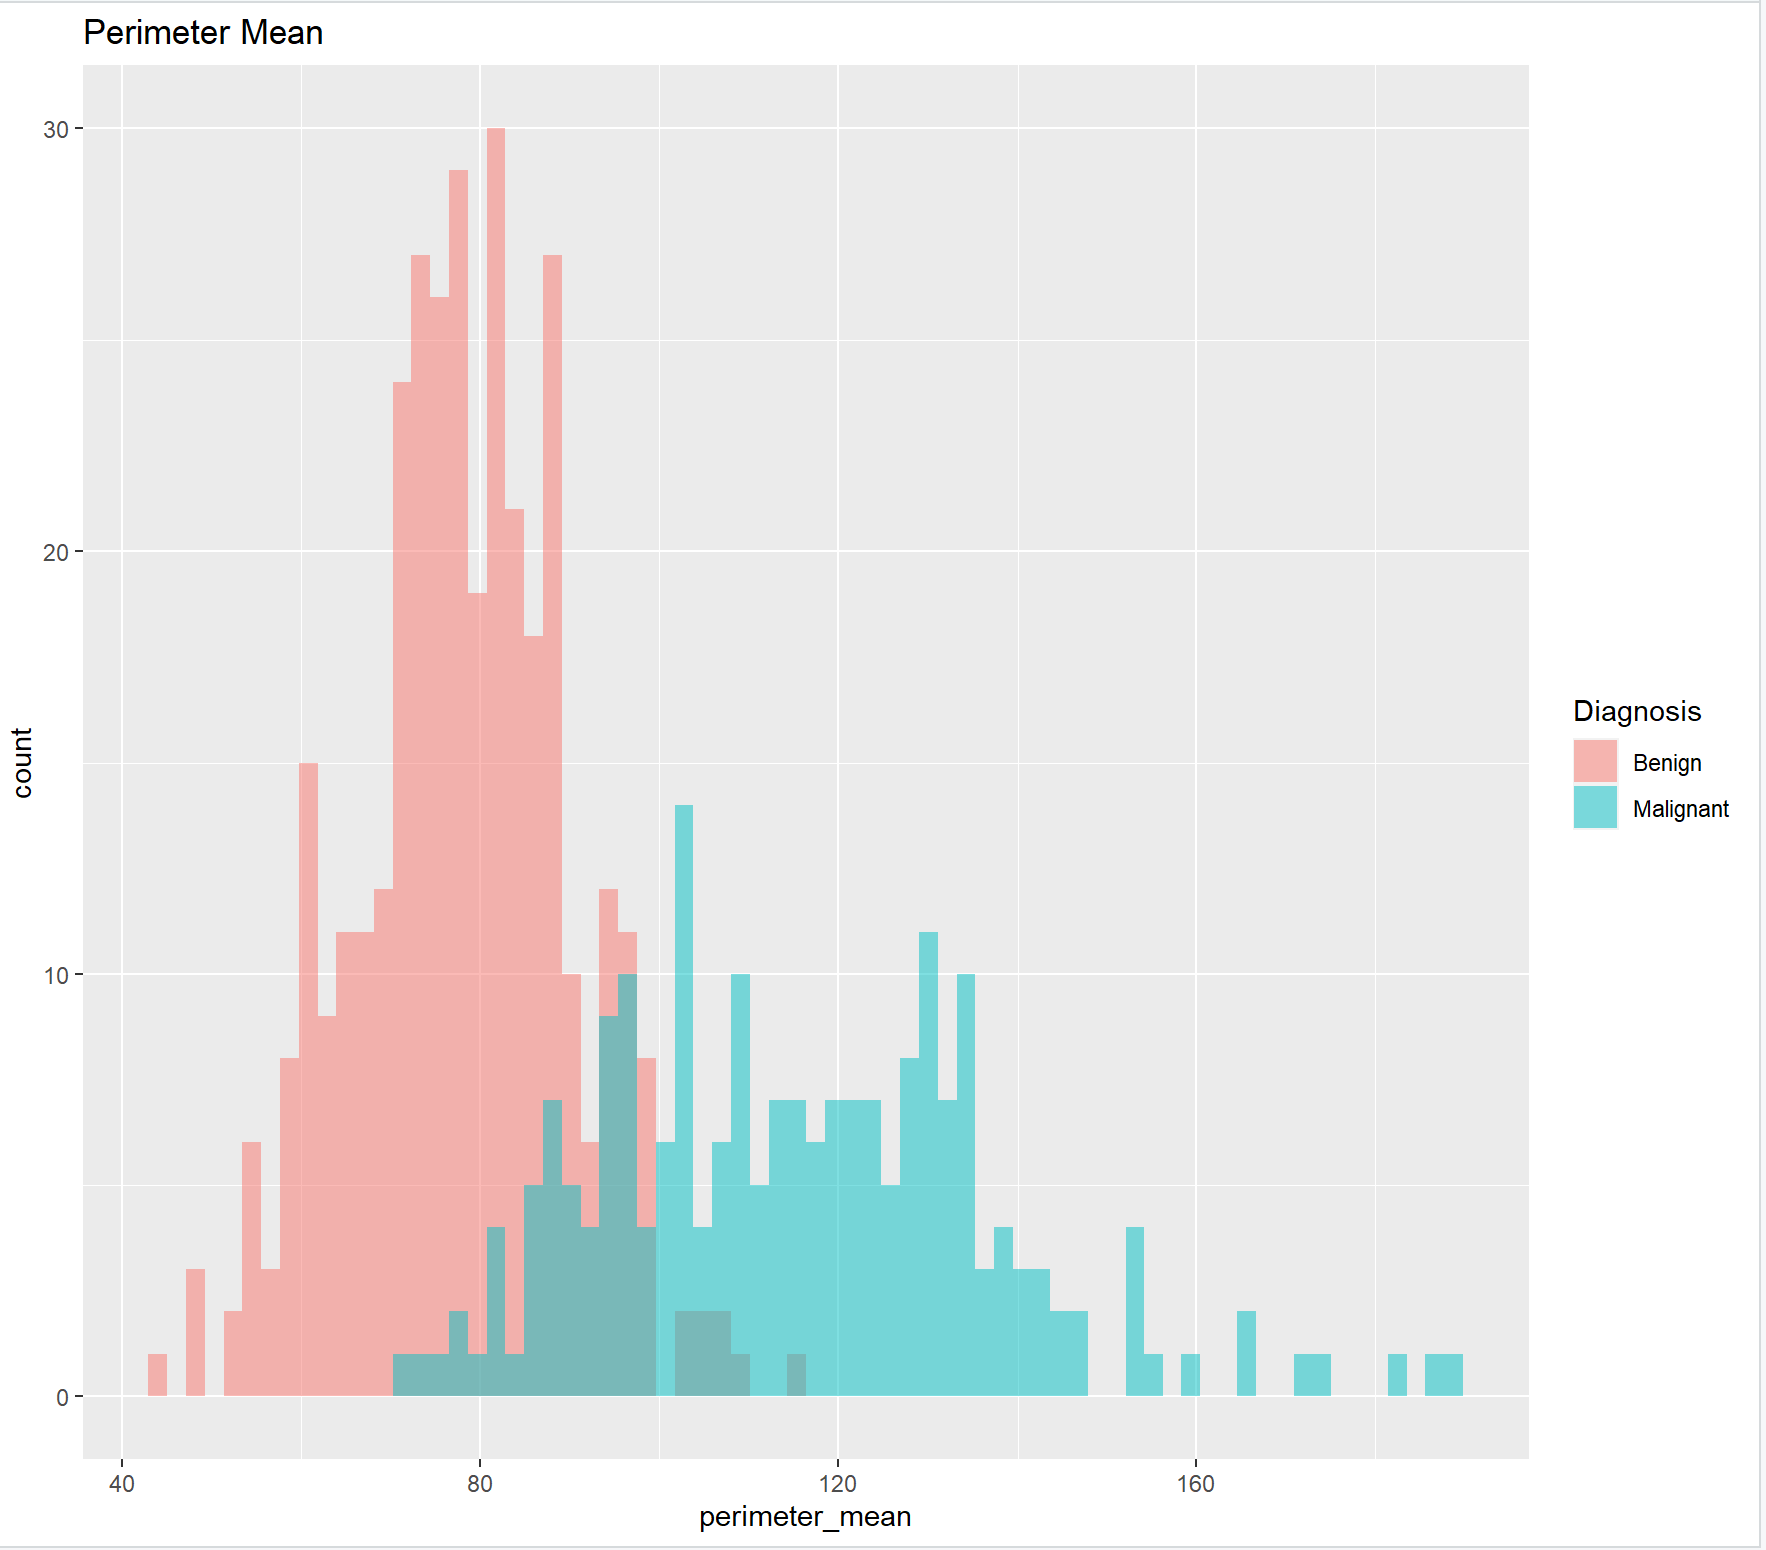 Perimeter Mean
30
20
10
0
count
40 80 120 160
perimeter_mean
Diagnosis
Benign
Malignant